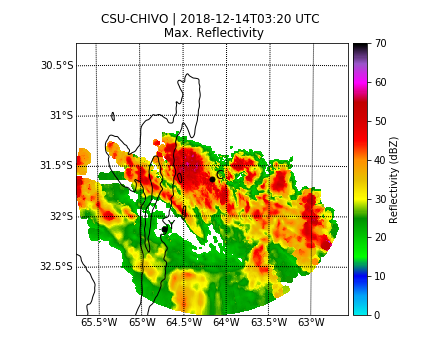 CSU-CHIVO | 2018-12-14T03:20 UTC
Max. Reflectivity
30.5°S
31°S
31.5°S
32°S
32.5°S
65.5°W
65°W
64.5°W
64°W
63.5°W
63°W
C
Y
70
60
50
40
30
20
10
0
Reflectivity (dBZ)